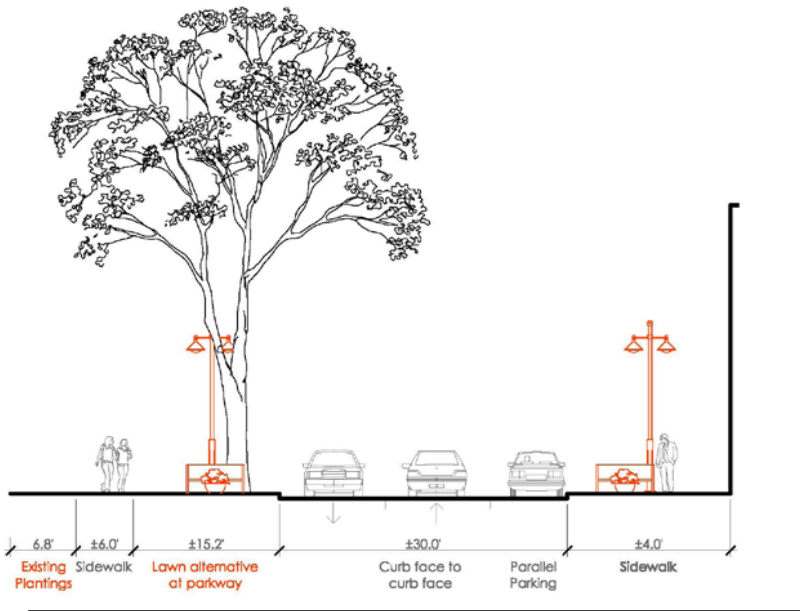 6.8' ±6.0' ±15.2' ±30.0' ±4.0'
Existing Plantings
Sidewalk
Lawn alternative
at parkway
Curb face to
curb face
Parallel
Parking
Sidewalk